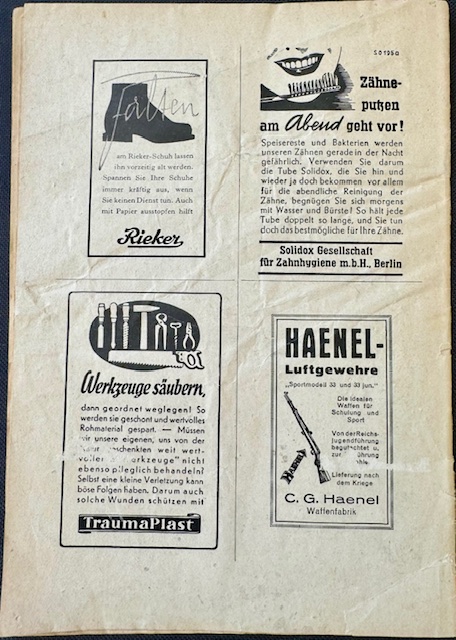 Falten
am Rieker-Schuh lassen
ihn vorzeitig alt werden.
Spannen Sie Ihre Schuhe
immer kräftig aus, wenn
Sie keinen Dienst tun. Auch
mit Papier ausstopfen hilft
Rieker
SO195a
Zähne-
putzen
am Abend geht vor!
Speisereste und Bakterien werden
unseren Zähnen gerade in der Nacht
gefährlich. Verwenden Sie darum
die Tube Solidox, die Sie hin und
wieder ja doch bekommen vor allem
für die abendliche Reinigung der
Zähne, begnügen Sie sich morgens
mit Wasser und Bürste! So hält jede
Tube doppelt so lange, und Sie tun
doch das bestmögliche für Ihre Zähne.
Solidox Gesellschaft
für Zahnhygiene m.b.H., Berlin
Werkzeuge säubern,
dann geordnet weglegen! So
werden sie geschont und wertvolles
Rohmaterial gespart. — Müssen
wir unsere eigenen, uns von der
geschenkten weit wert-
voller
ebenso pfleglich behandeln?
Selbst eine kleine Verletzung kann
böse Folgen haben. Darum auch
solche Wunden schützen mit
TraumaPlast
HAENEL-
Luftgewehre
„Sportmodell 33 und 33 jun."
Die idealen
Waffen für
Schulung und
Sport
Von der Reichs-
jugendführung
begutachtet u.
zur
Haenel
Lieferung nach
dem Kriege
C. G. Haenel
Waffenfabrik